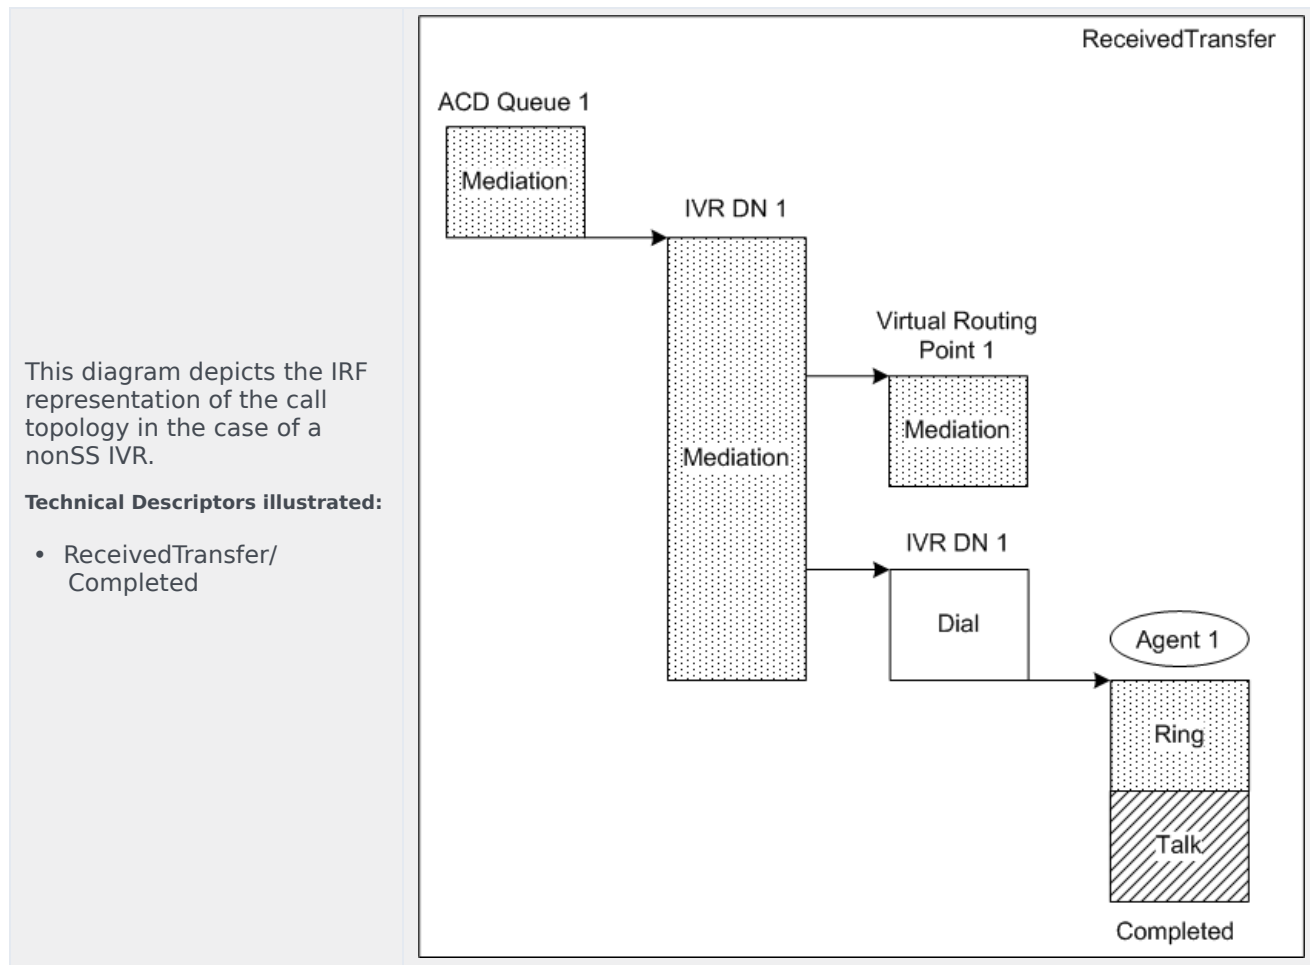 This diagram depicts the IRF
representation of the call
topology in the case of a
nonSS IVR.
Technical Descriptors illustrated:
• ReceivedTransfer/
Completed
ReceivedTransfer
ACD Queue 1
Mediation
IVR DN 1
Mediation
Virtual Routing
Point 1
Mediation
IVR DN 1
Dial
Agent 1
Ring
Talk
Completed